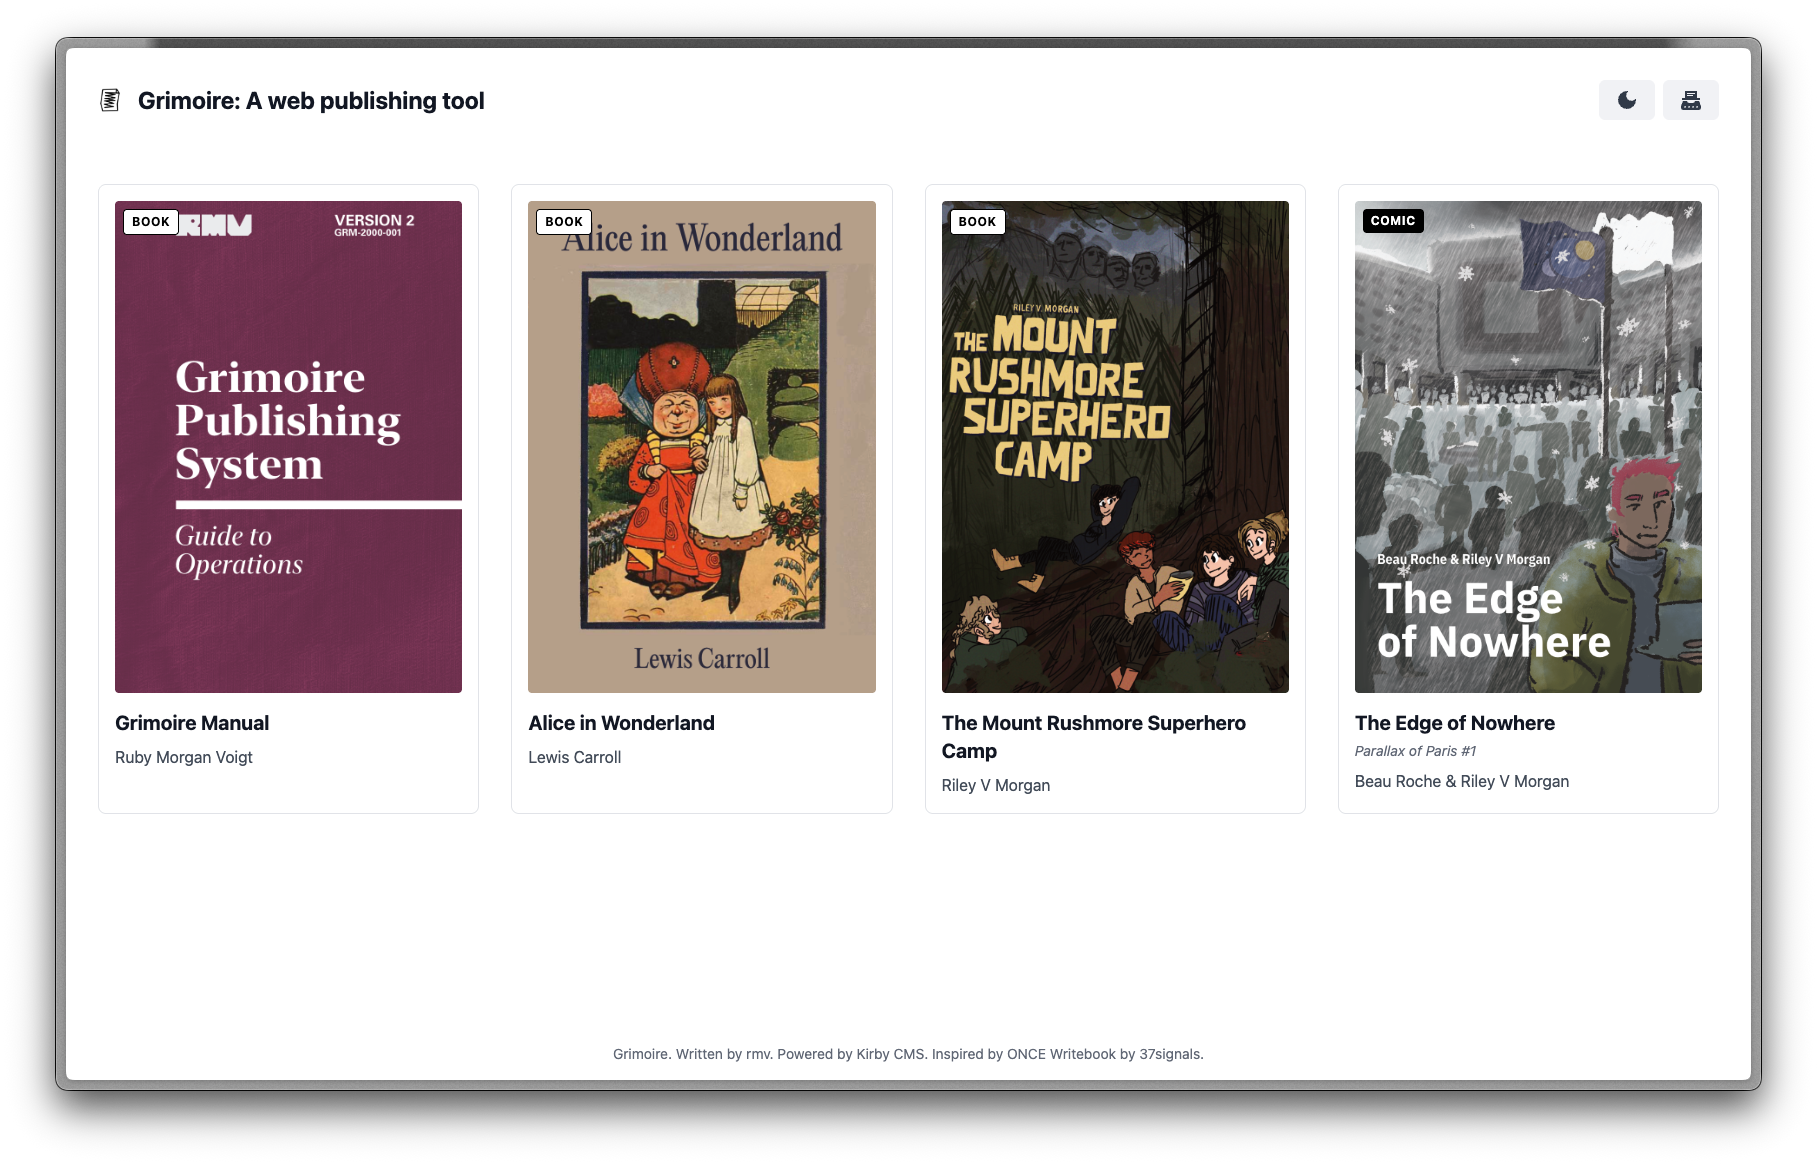 Grimoire: A web publishing tool
BOOK
RMV
VERSION 2
GRM-2000-001
Grimoire
Publishing
System
Guide to
Operations
Grimoire Manual
Ruby Morgan Voigt
BOOK
Alice in Wonderland
Lewis Carroll
Alice in Wonderland
Lewis Carroll
BOOK
RILEY V. MORGAN
THE MOUNT
RUSHMORE
SUPERHERO
CAMP
The Mount Rushmore Superhero
Camp
Riley V Morgan
COMIC
Beau Roche & Riley V Morgan
The Edge
of Nowhere
The Edge of Nowhere
Parallax of Paris #1
Beau Roche & Riley V Morgan
Grimoire. Written by rmv. Powered by Kirby CMS. Inspired by ONCE Writebook by 37signals.